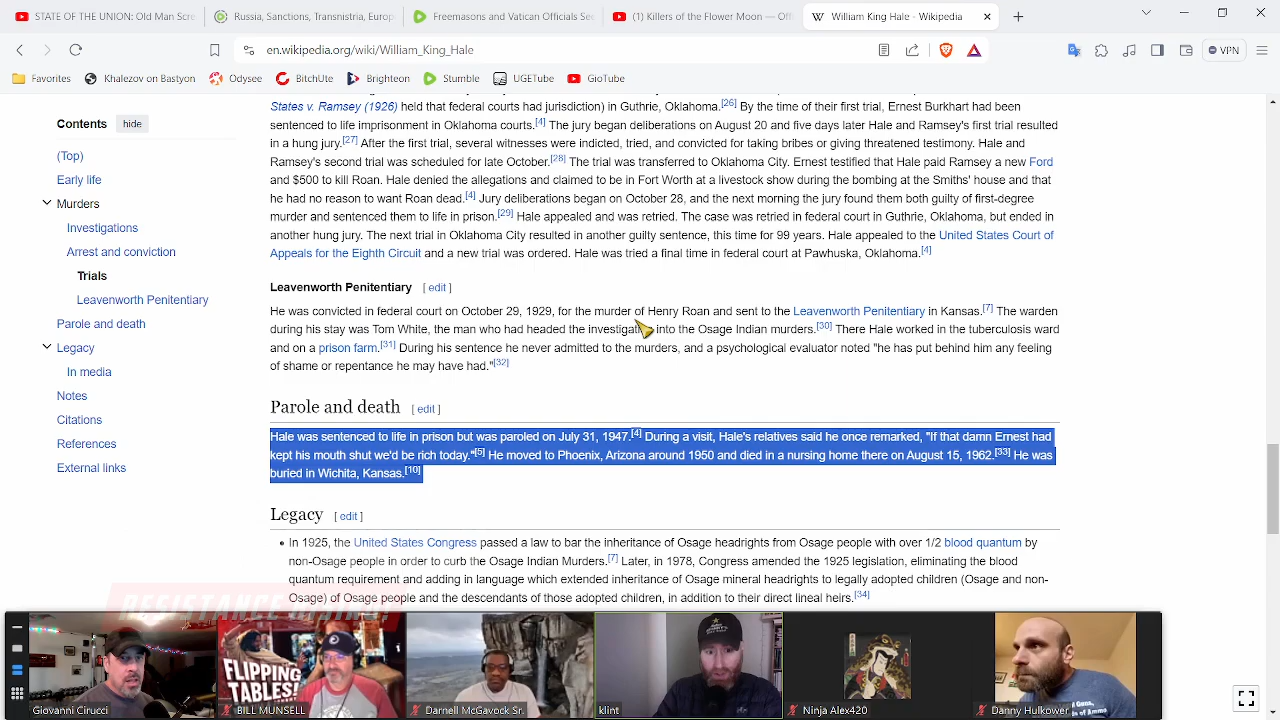 STATE OF THE RESIS
Russia, Sanctions, Transnistria, Europ
Freemasons and Vatican Officials Sec
(1) Killers of the Flower Moon — Offi
William King Hale - Wikipedia
en.wikipedia.org/wiki/William_King_Hale
VPN
Favorites
Khalezov on Bastyon
Odysee
BitChute
Brighteon
Stumble
UGETube
GioTube
Contents hide
(Top)
Early life
Murders
Investigations
Arrest and conviction
Trials
Leavenworth Penitentiary
Parole and death
Legacy
In media
Notes
Citations
References
External links
States v. Ramsey (1926) held that federal courts had jurisdiction) in Guthrie, Oklahoma.[26] By the time of their first trial, Ernest Burkhart had been
sentenced to life imprisonment in Oklahoma courts.[4] The jury began deliberations on August 20 and five days later Hale and Ramsey's first trial resulted
in a hung jury.[27] After the first trial, several witnesses were indicted, tried, and convicted for taking bribes or giving threatened testimony. Hale and
Ramsey's second trial was scheduled for late October.[28] The trial was transferred to Oklahoma City. Ernest testified that Hale paid Ramsey a new Ford
and $500 to kill Roan. Hale denied the allegations and claimed to be in Fort Worth at a livestock show during the bombing at the Smiths' house and that
he had no reason to want Roan dead.[4] Jury deliberations began on October 28, and the next morning the jury found them both guilty of first-degree
murder and sentenced them to life in prison.[29] Hale appealed and was retried. The case was retried in federal court in Guthrie, Oklahoma, but ended in
another hung jury. The next trial in Oklahoma City resulted in another guilty sentence, this time for 99 years. Hale appealed to the United States Court of
Appeals for the Eighth Circuit and a new trial was ordered. Hale was tried a final time in federal court at Pawhuska, Oklahoma.[4]
Leavenworth Penitentiary [ edit ]
He was convicted in federal court on October 29, 1929, for the murder of Henry Roan and sent to the Leavenworth Penitentiary in Kansas.[7] The warden
during his stay was Tom White, the man who had headed the investigation into the Osage Indian murders.[30] There Hale worked in the tuberculosis ward
and on a prison farm.[31] During his sentence he never admitted to the murders, and a psychological evaluator noted "he has put behind him any feeling
of shame or repentance he may have had."[32]
Parole and death [ edit ]
Hale was sentenced to life in prison but was paroled on July 31, 1947.[4] During a visit, Hale's relatives said he once remarked, "If that damn Ernest had
kept his mouth shut we'd be rich today."[5] He moved to Phoenix, Arizona around 1950 and died in a nursing home there on August 15, 1962.[33] He was
buried in Wichita, Kansas.[10]
Legacy [ edit ]
In 1925, the United States Congress passed a law to bar the inheritance of Osage headrights from Osage people with over 1/2 blood quantum by
non-Osage people in order to curb the Osage Indian Murders.[7] Later, in 1978, Congress amended the 1925 legislation, eliminating the blood
quantum requirement and adding in language which extended inheritance of Osage mineral headrights to legally adopted children (Osage and non-
Osage) of Osage people and the descendants of those adopted children, in addition to their direct lineal heirs.[34]
FLIPPING
TABLES!
Giovanni Cirucci
BILL MUNSELL
Darnell McGavock Sr.
klint
Ninja Alex420
Danny Hulkower